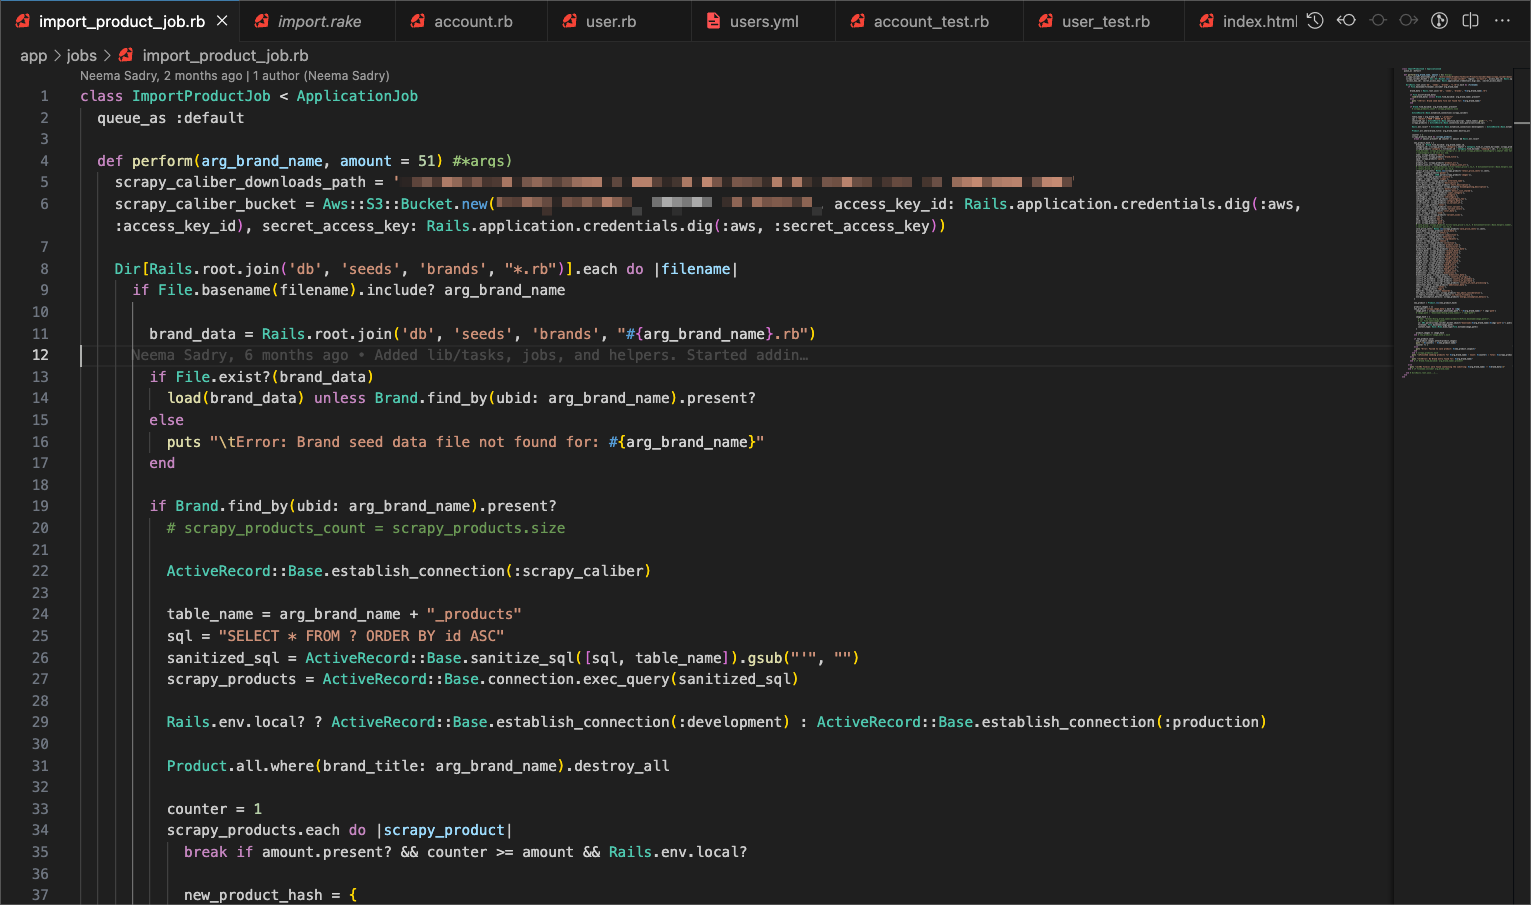 import_product_job.rb
import.rake
account.rb
user.rb
users.yml
account_test.rb
user_test.rb
index.html
app > jobs > import_product_job.rb
Neema Sadry, 2 months ago | 1 author (Neema Sadry)
1 class ImportProductJob < ApplicationJob
2 queue_as :default
3
4 def perform(arg_brand_name, amount = 51) #*args)
5 scrapy_caliber_downloads_path = '
6 scrapy_caliber_bucket = Aws::S3::Bucket.new( access_key_id: Rails.application.credentials.dig(:aws,
:access_key_id), secret_access_key: Rails.application.credentials.dig(:aws, :secret_access_key))
7
8 Dir[Rails.root.join('db', 'seeds', 'brands', "*.rb")].each do |filename|
9 if File.basename(filename).include? arg_brand_name
10
11 brand_data = Rails.root.join('db', 'seeds', 'brands', "#{arg_brand_name}.rb")
12 Neema Sadry, 6 months ago • Added lib/tasks, jobs, and helpers. Started addin…
13 if File.exist?(brand_data)
14 load(brand_data) unless Brand.find_by(ubid: arg_brand_name).present?
15 else
16 puts "\tError: Brand seed data file not found for: #{arg_brand_name}"
17 end
18
19 if Brand.find_by(ubid: arg_brand_name).present?
20 # scrapy_products_count = scrapy_products.size
21
22 ActiveRecord::Base.establish_connection(:scrapy_caliber)
23
24 table_name = arg_brand_name + "_products"
25 sql = "SELECT * FROM ? ORDER BY id ASC"
26 sanitized_sql = ActiveRecord::Base.sanitize_sql([sql, table_name]).gsub("'", "")
27 scrapy_products = ActiveRecord::Base.connection.exec_query(sanitized_sql)
28
29 Rails.env.local? ? ActiveRecord::Base.establish_connection(:development) : ActiveRecord::Base.establish_connection(:production)
30
31 Product.all.where(brand_title: arg_brand_name).destroy_all
32
33 counter = 1
34 scrapy_products.each do |scrapy_product|
35 break if amount.present? && counter >= amount && Rails.env.local?
36
37 new_product_hash = {